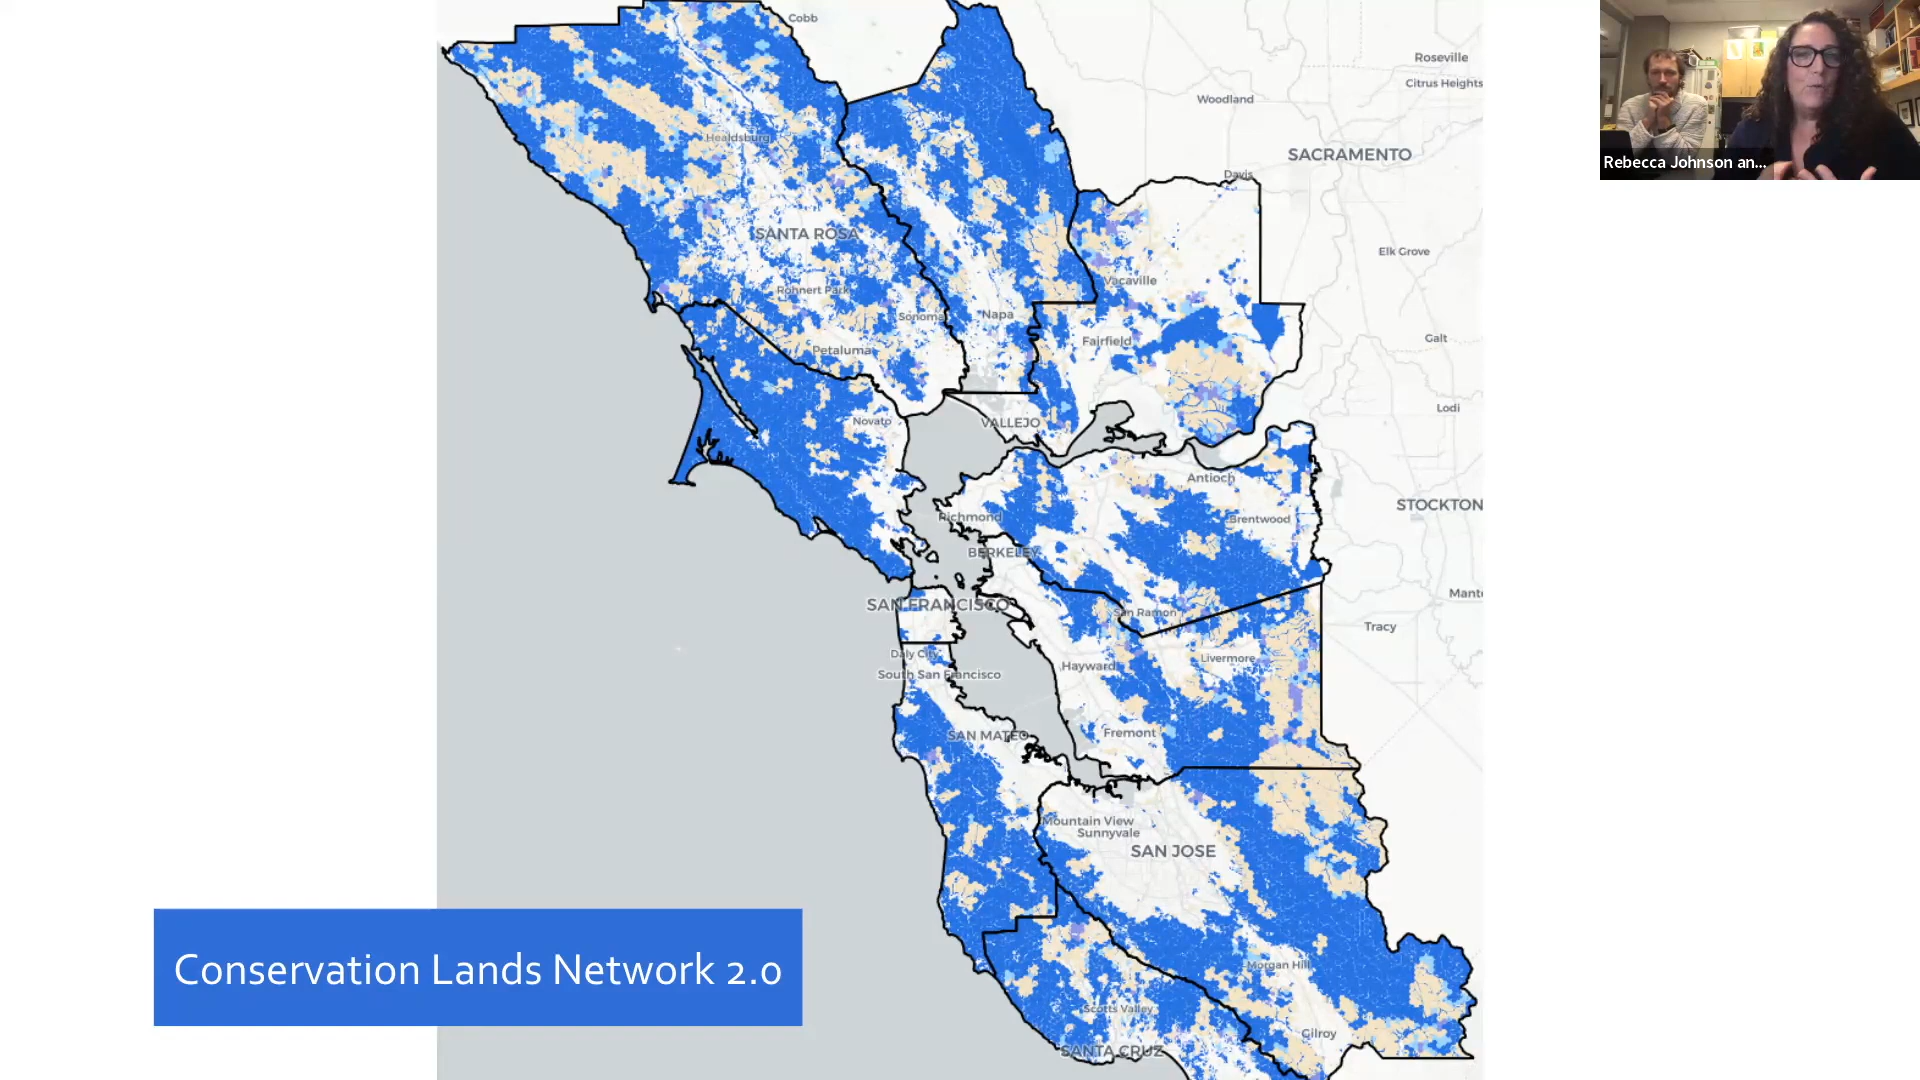 Cobb
Roseville
Citrus Heights
Woodland
Healdsburg
SACRAMENTO
Davis
Rebecca Johnson an...
SANTA ROSA
Elk Grove
Vacaville
Rohnert Park
Sonoma
Napa
Fairfield
Galt
Petaluma
Novato
VALLEJO
Lodi
Antioch
STOCKTON
Richmond
Brentwood
BERKELEY
Mant
SAN FRANCISCO
San Ramon
Tracy
Daly City
Livermore
Hayward
South San Francisco
SAN MATEO
Fremont
Mountain View
Sunnyvale
SAN JOSE
Conservation Lands Network 2.0
Morgan Hill
Scotts Valley
Gilroy
SANTA CRUZ